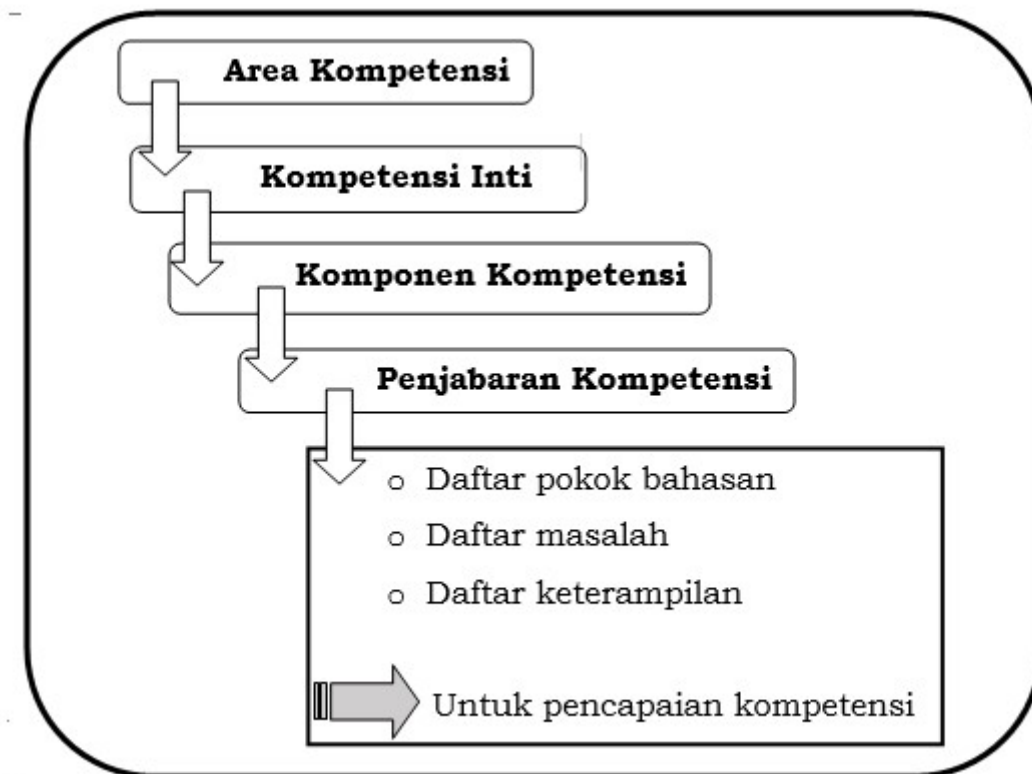 Area Kompetensi
Kompetensi Inti
Komponen Kompetensi
Penjabaran Kompetensi
o Daftar pokok bahasan
o Daftar masalah
o Daftar keterampilan
Untuk pencapaian kompetensi